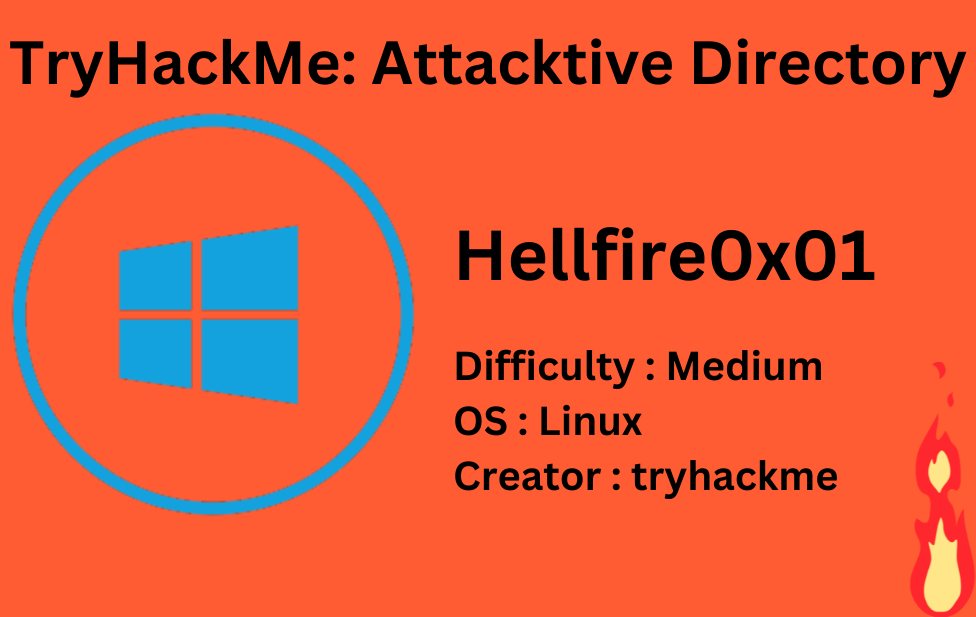 TryHackMe: Attacktive Directory
Hellfire0x01
Difficulty : Medium
OS : Linux
Creator : tryhackme